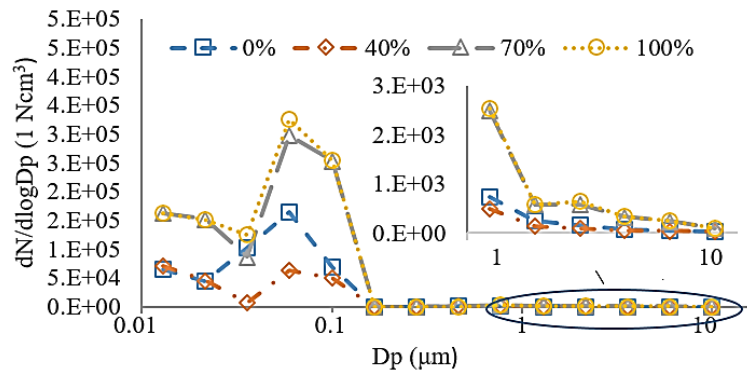 5.E+05
5.E+05
4.E+05
4.E+05
3.E+05
3.E+05
2.E+05
2.E+05
1.E+05
5.E+04
0.E+00
dN/dlogDp (1 Ncm³)
0% 40% 70% 100%
3.E+03
2.E+03
1.E+03
0.E+00
1 10
0.01 0.1 1 10
Dp (μm)